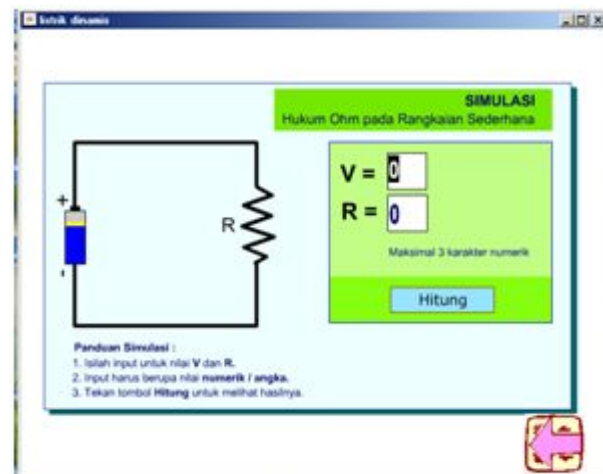 listrik dinamis
SIMULASI
Hukum Ohm pada Rangkaian Sederhana
V = 0
R = 0
Maksimal 3 karakter numerik
Hitung
+
R
-
Panduan Simulasi :
1. Isilah input untuk nilai V dan R.
2. Input harus berupa nilai numerik / angka.
3. Tekan tombol Hitung untuk melihat hasilnya.